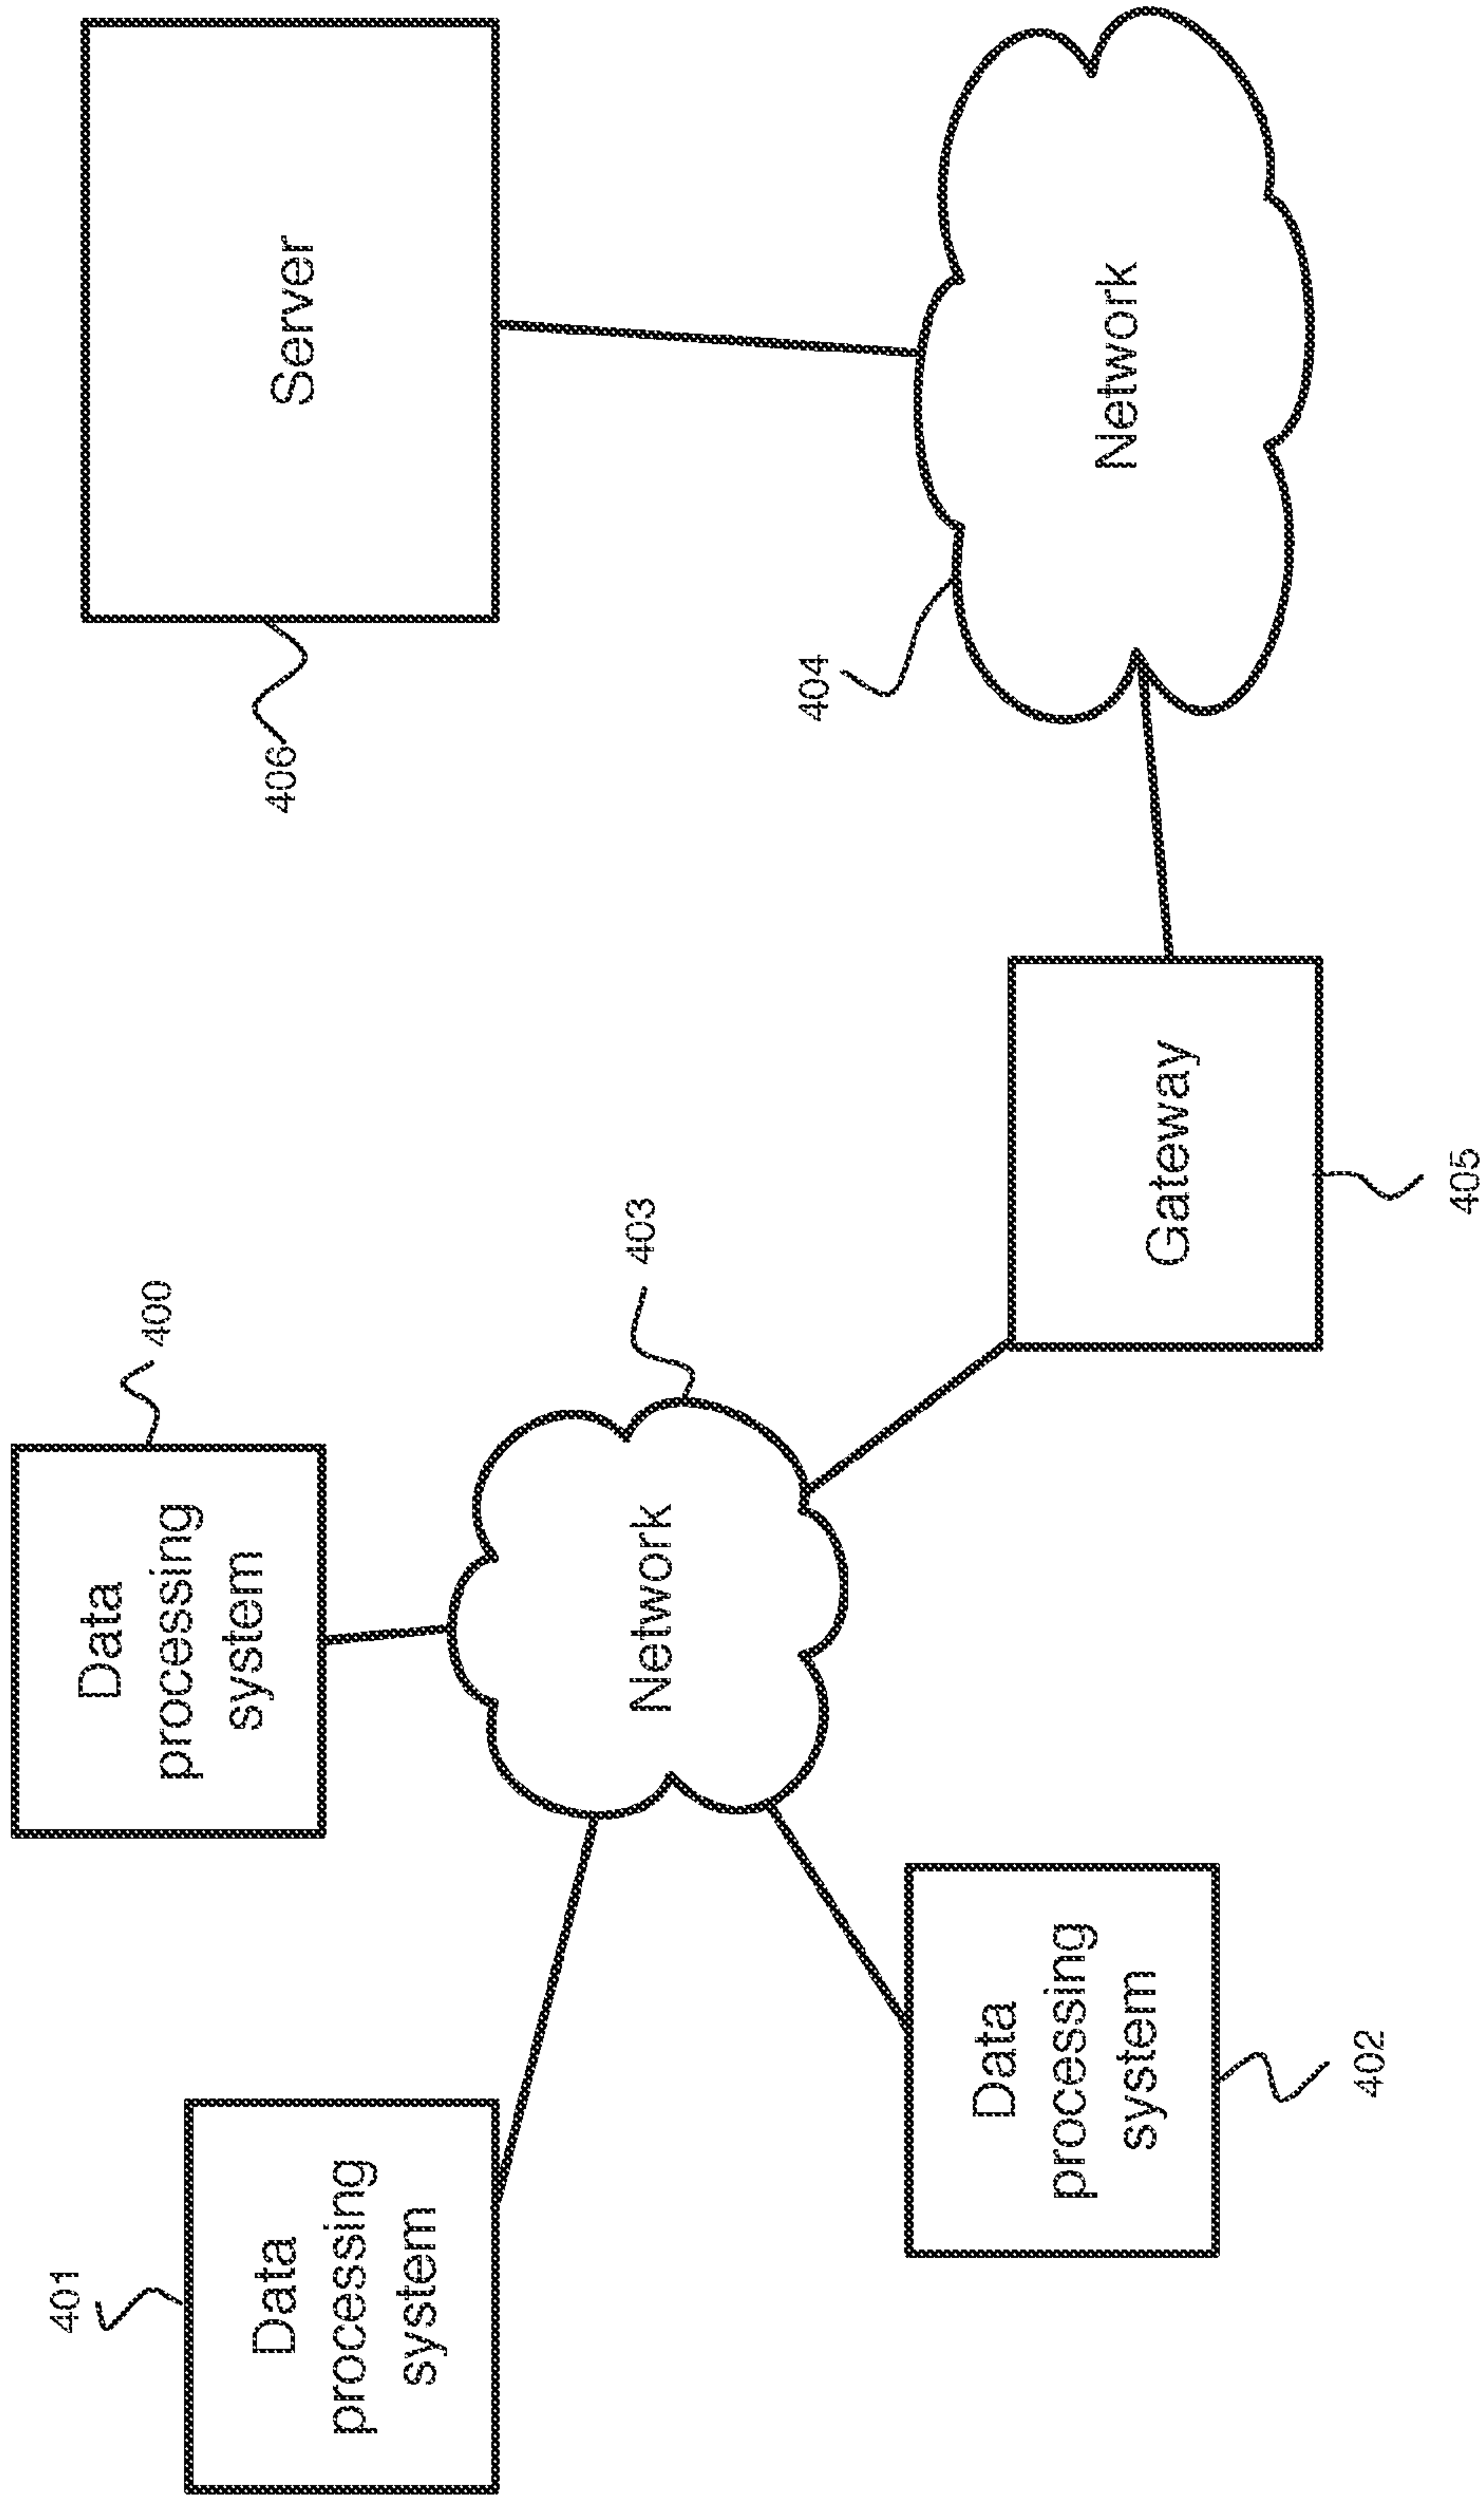 401
Data
processing
system
400
Data
processing
system
406
Server
Network
403
404
Network
Data
processing
system
402
Gateway
405